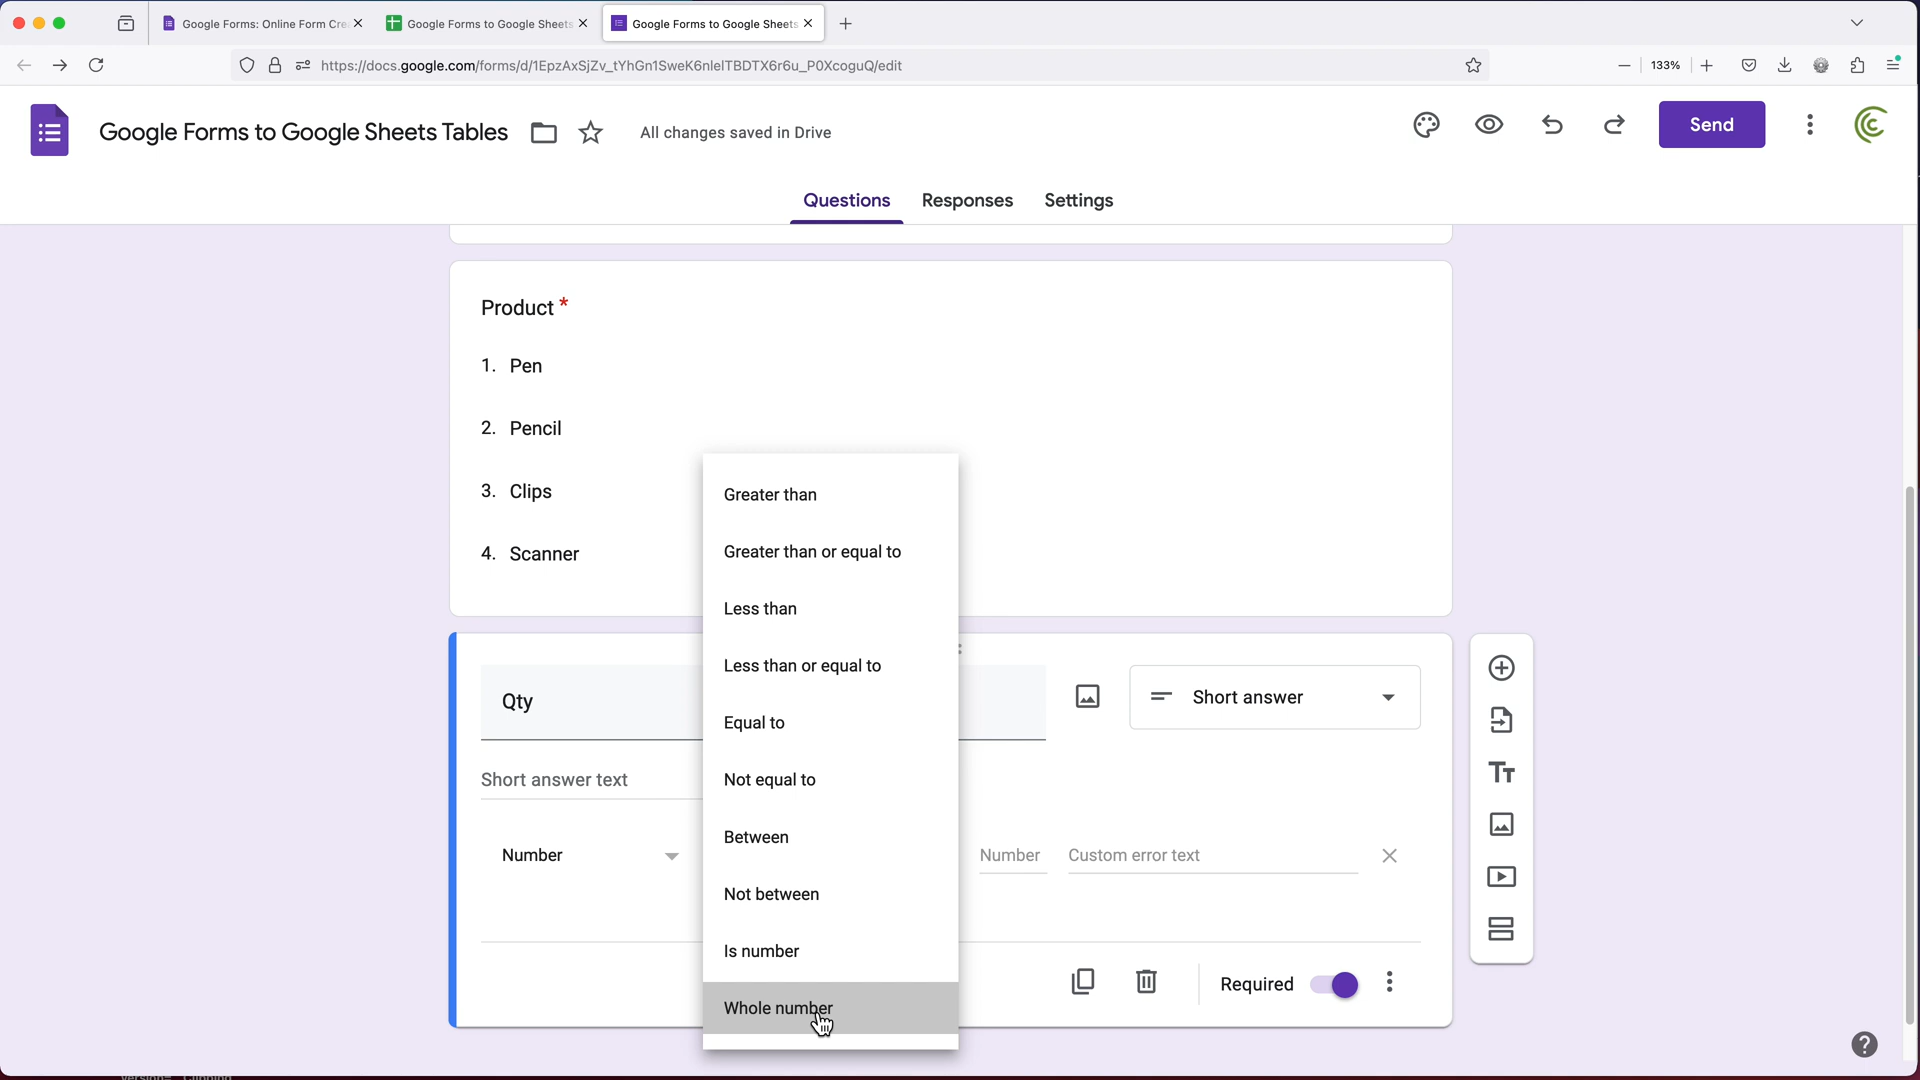 Google Forms: Online Form Cre
Google Forms to Google Sheets
Google Forms to Google Sheets
https://docs.google.com/forms/d/1EpzAxSjZv_tYhGn1SweK6nleITBDTX6r6u_P0XcoguQ/edit
133%
Google Forms to Google Sheets Tables
All changes saved in Drive
Send
Questions
Responses
Settings
Product *
1. Pen
2. Pencil
3. Clips
4. Scanner
Greater than
Greater than or equal to
Less than
Less than or equal to
Equal to
Not equal to
Between
Not between
Is number
Whole number
Qty
Short answer
Short answer text
Number
Number
Custom error text
Required